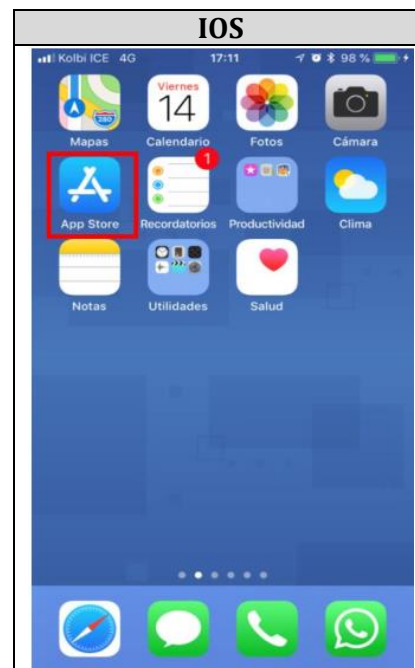 IOS
Kolbi ICE 4G 17:11 98 %
Viernes
14
280
Mapas Calendario Fotos Cámara
1
App Store Recordatorios Productividad Clima
Notas Utilidades Salud